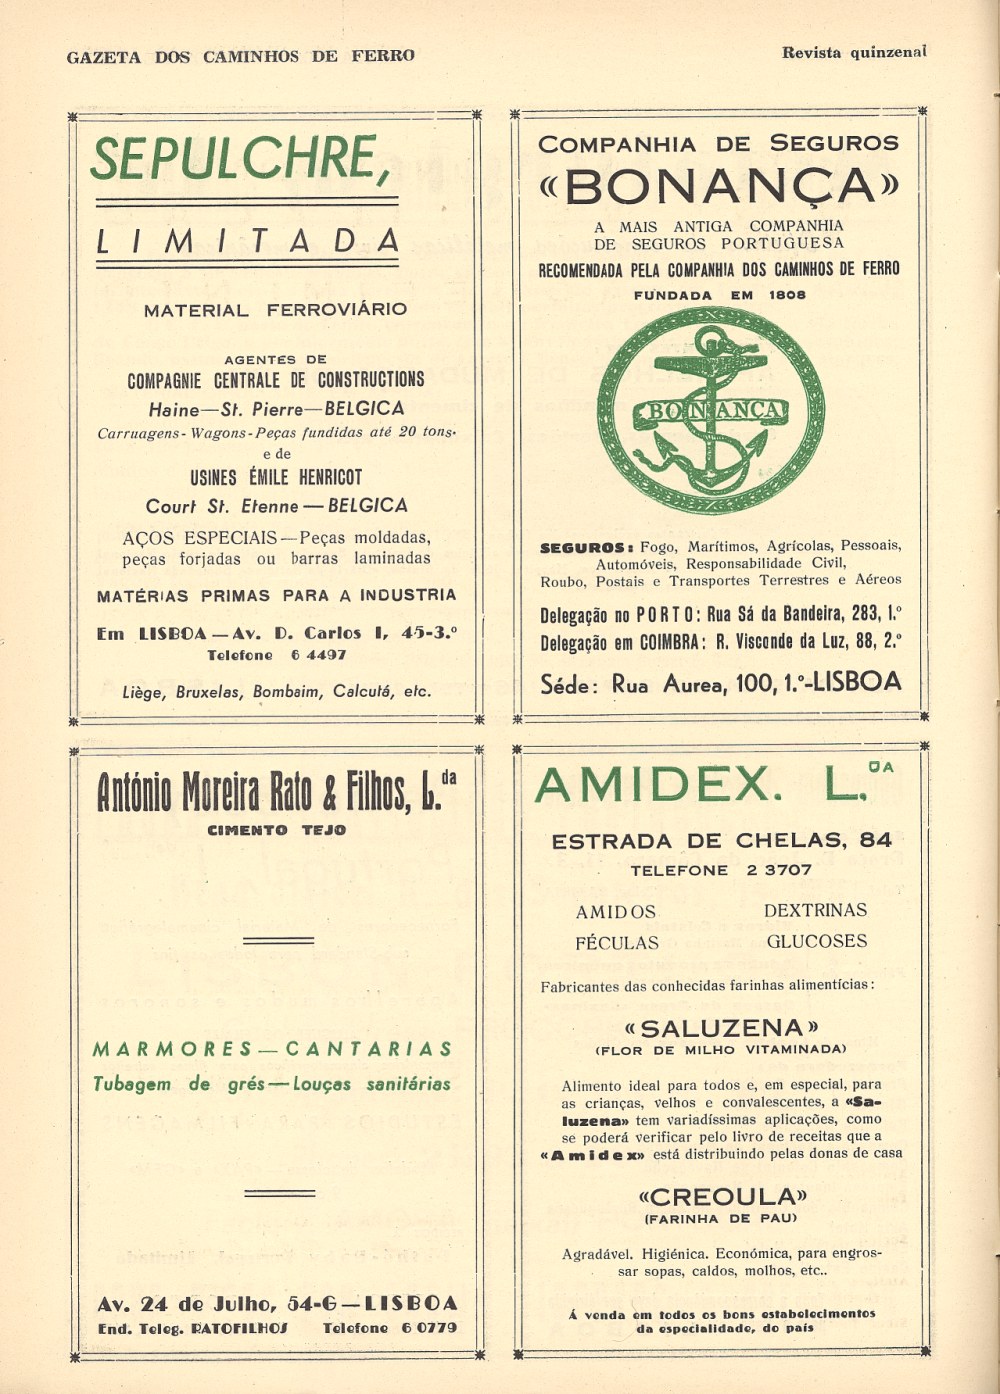 GAZETA DOS CAMINHOS DE FERRO
Revista quinzenal
SEPULCHRE,
LIMITADA
MATERIAL FERROVIÁRIO
AGENTES DE
COMPAGNIE CENTRALE DE CONSTRUCTIONS
Haine—St. Pierre—BELGICA
Carruagens-Wagons-Peças fundidas até 20 tons.
e de
USINES ÉMILE HENRICOT
Court St. Etenne — BELGICA
AÇOS ESPECIAIS—Peças moldadas,
peças forjadas ou barras laminadas
MATÉRIAS PRIMAS PARA A INDUSTRIA
Em LISBOA — Av. D. Carlos I, 45-3.º
Telefone 6 4497
Liège, Bruxelas, Bombaim, Calcutá, etc.
COMPANHIA DE SEGUROS
«BONANÇA»
A MAIS ANTIGA COMPANHIA
DE SEGUROS PORTUGUESA
RECOMENDADA PELA COMPANHIA DOS CAMINHOS DE FERRO
FUNDADA EM 1808
BONANÇA
SEGUROS: Fogo, Marítimos, Agrícolas, Pessoais,
Automóveis, Responsabilidade Civil,
Roubo, Postais e Transportes Terrestres e Aéreos
Delegação no PORTO: Rua Sá da Bandeira, 283, 1.º
Delegação em COIMBRA: R. Visconde da Luz, 88, 2.º
Séde: Rua Aurea, 100, 1.º-LISBOA
António Moreira Rato & Filhos, L.da
CIMENTO TEJO
MARMORES — CANTARIAS
Tubagem de grés—Louças sanitárias
Av. 24 de Julho, 54-G — LISBOA
End. Teleg. RATOFILHOS Telefone 6 0779
AMIDEX. L.DA
ESTRADA DE CHELAS, 84
TELEFONE 2 3707
AMIDOS DEXTRINAS
FÉCULAS GLUCOSES
Fabricantes das conhecidas farinhas alimentícias:
«SALUZENA»
(FLOR DE MILHO VITAMINADA)
Alimento ideal para todos e, em especial, para
as crianças, velhos e convalescentes, a «Sa-
luzena» tem variadíssimas aplicações, como
se poderá verificar pelo livro de receitas que a
«Amidex» está distribuindo pelas donas de casa
«CREOULA»
(FARINHA DE PAU)
Agradável. Higiénica. Económica, para engros-
sar sopas, caldos, molhos, etc..
Á venda em todos os bons estabelecimentos
da especialidade, do país